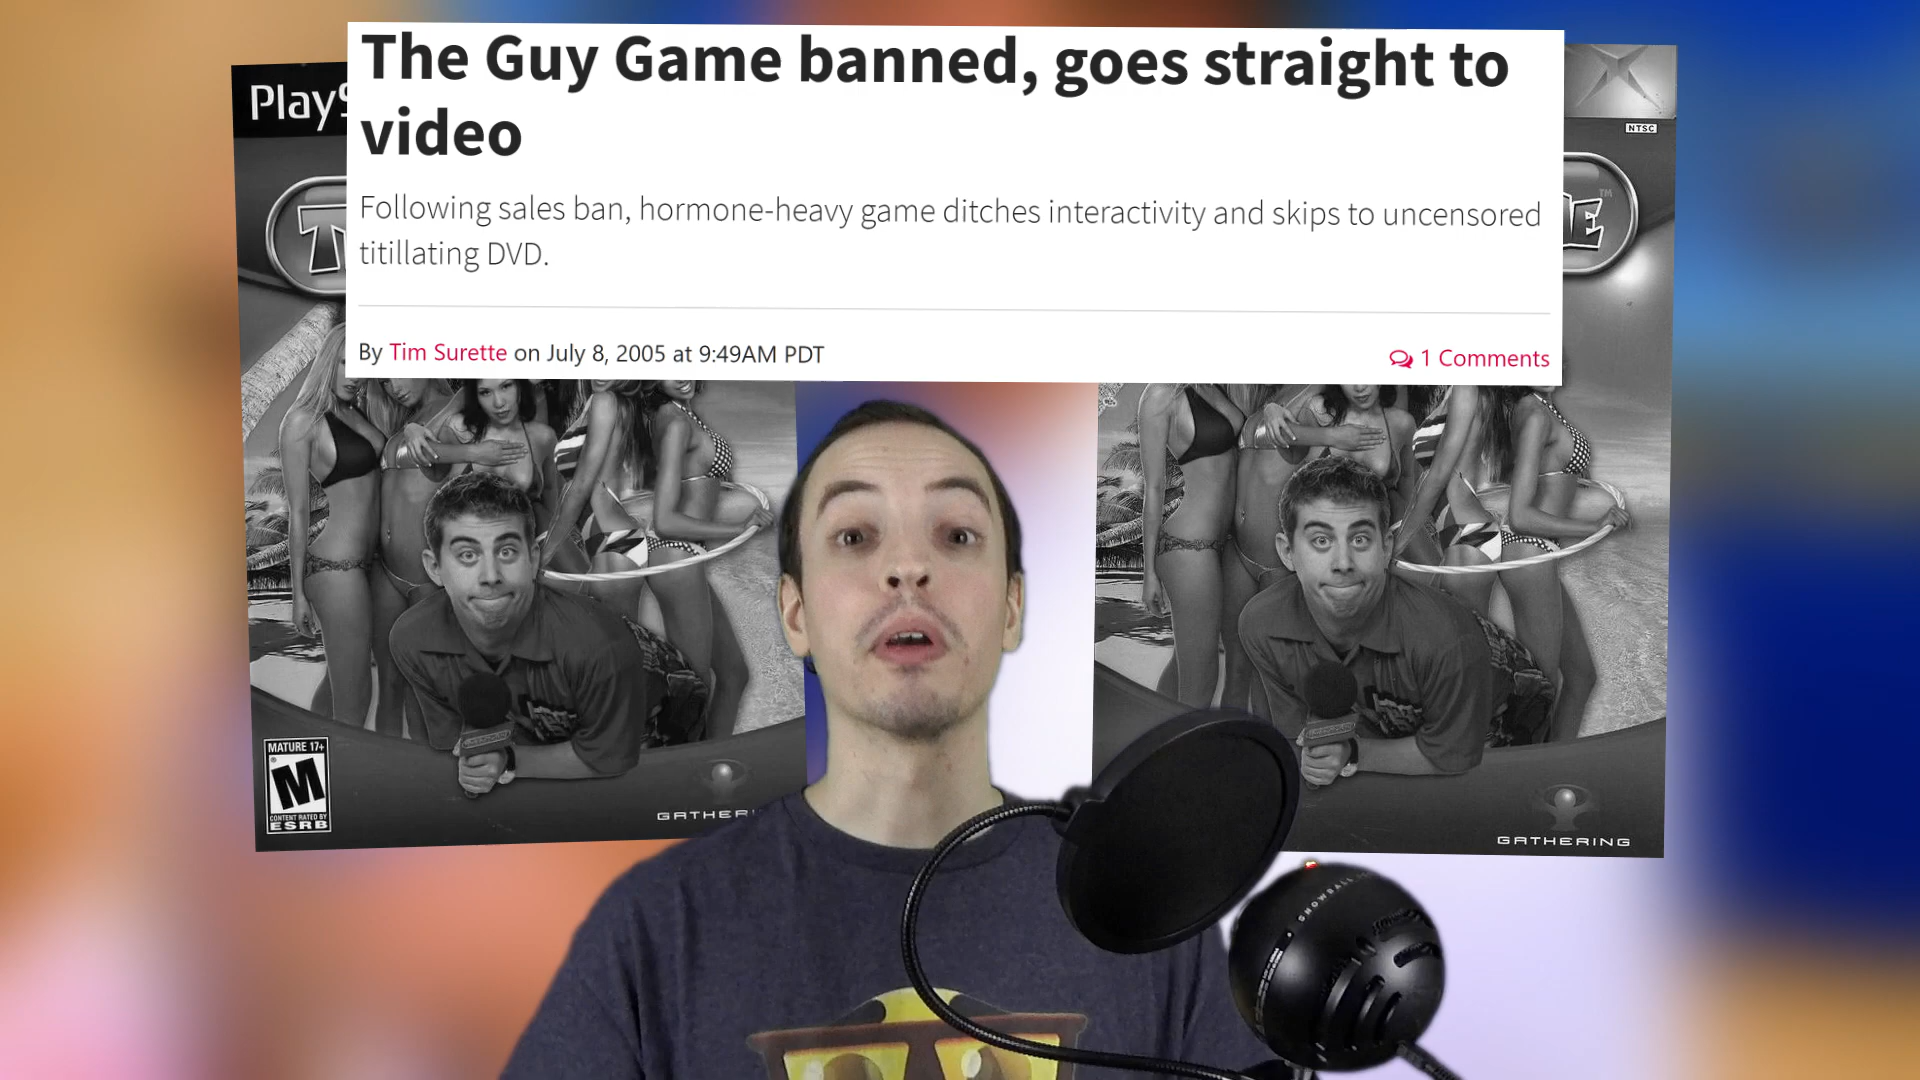 The Guy Game banned, goes straight to
video
Following sales ban, hormone-heavy game ditches interactivity and skips to uncensored
titillating DVD.
By Tim Surette on July 8, 2005 at 9:49AM PDT
1 Comments
NTSC
MATURE 17+
M
CONTENT RATED BY
ESRB
GATHERING
SNOWBALL